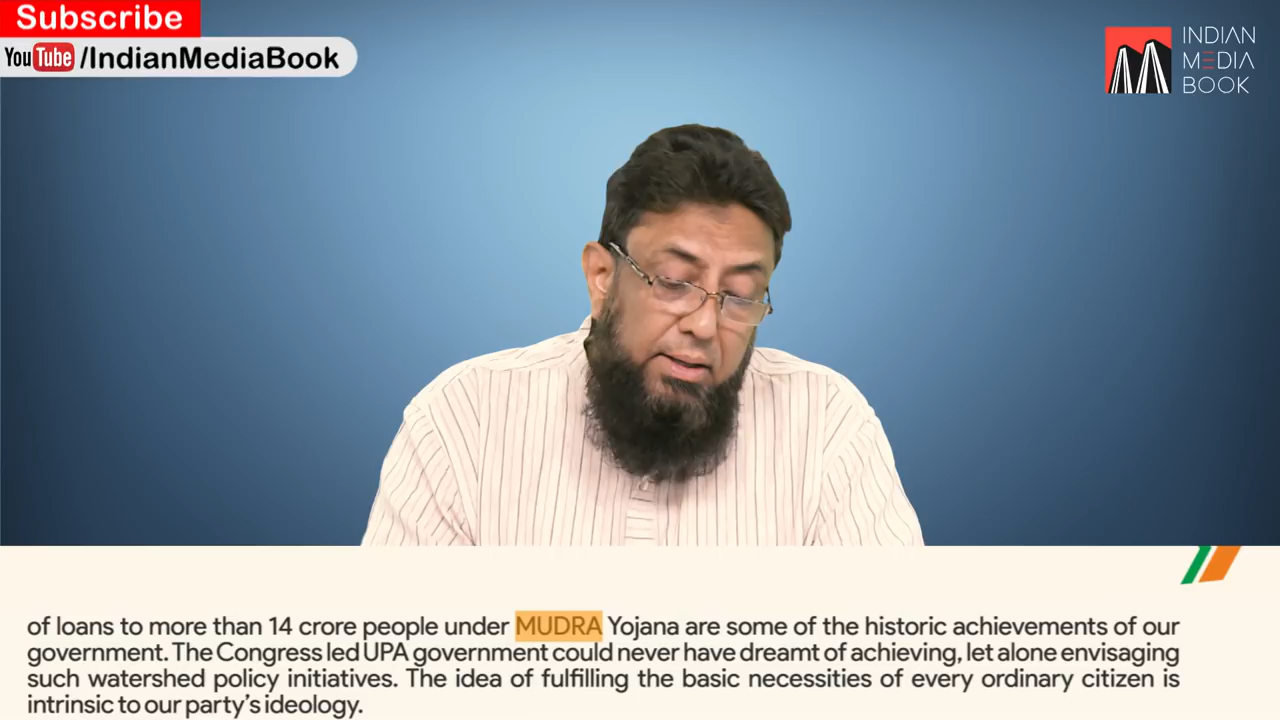 Subscribe
YouTube /IndianMediaBook
INDIAN
MEDIA
BOOK
of loans to more than 14 crore people under MUDRA Yojana are some of the historic achievements of our
government. The Congress led UPA government could never have dreamt of achieving, let alone envisaging
such watershed policy initiatives. The idea of fulfilling the basic necessities of every ordinary citizen is
intrinsic to our party's ideology.